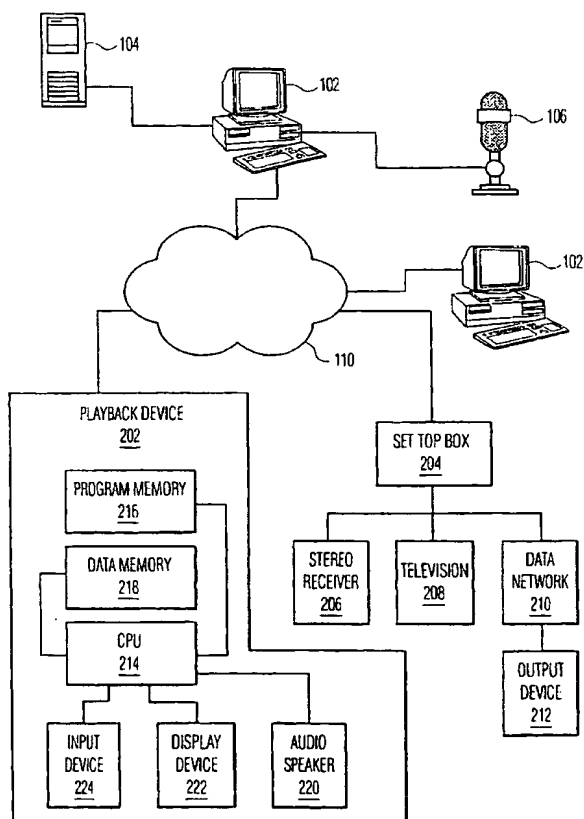 104
102
106
102
110
PLAYBACK DEVICE
202
PROGRAM MEMORY
216
DATA MEMORY
218
CPU
214
INPUT
DEVICE
224
DISPLAY
DEVICE
222
AUDIO
SPEAKER
220
SET TOP BOX
204
STEREO
RECEIVER
206
TELEVISION
208
DATA
NETWORK
210
OUTPUT
DEVICE
212